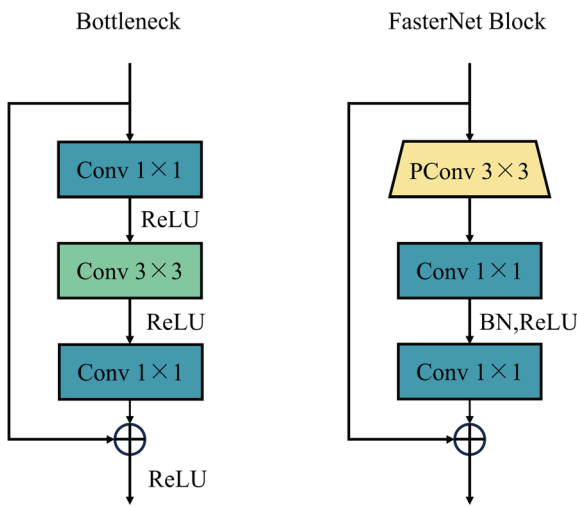 Bottleneck
Conv 1×1
ReLU
Conv 3×3
ReLU
Conv 1×1
ReLU
FasterNet Block
PConv 3×3
Conv 1×1
BN,ReLU
Conv 1×1